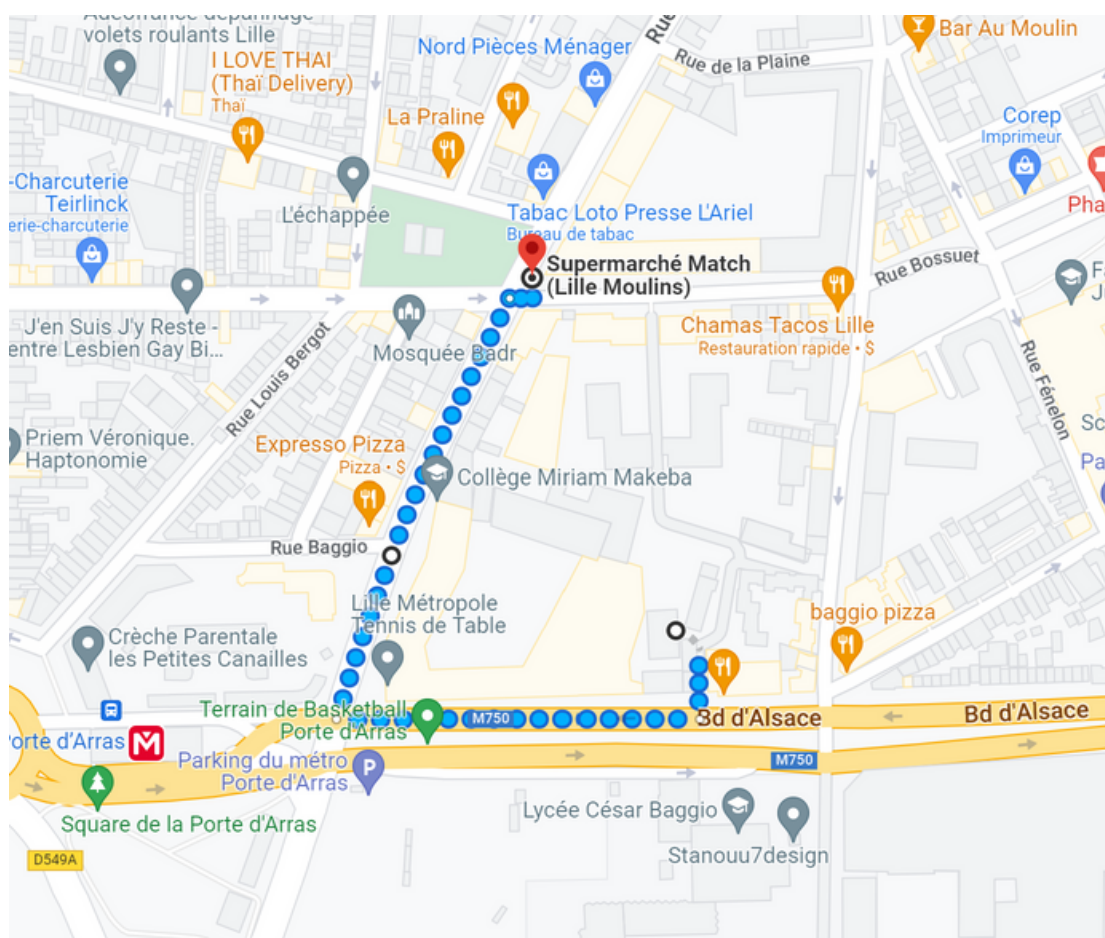 dépannage
volets roulants Lille
I LOVE THAI
(Thaï Delivery)
Thaï
Nord Pièces Ménager
Rue
Rue de la Plaine
Bar Au Moulin
La Praline
Corep
Imprimeur
-Charcuterie
Teirlinck
erie-charcuterie
L'échappée
Tabac Loto Presse L'Ariel
Bureau de tabac
Pha
Supermarché Match
(Lille Moulins)
Rue Bossuet
J'en Suis J'y Reste -
entre Lesbien Gay Bi...
Mosquée Badr
Chamas Tacos Lille
Restauration rapide • $
Rue Louis Bergot
Rue Fénelon
Priem Véronique.
Haptonomie
Expresso Pizza
Pizza • $
Collège Miriam Makeba
Sc
Pa
Rue Baggio
Lille Métropole
Tennis de Table
baggio pizza
Crèche Parentale
les Petites Canailles
Terrain de Basketball
Porte d'Arras
M750
Bd d'Alsace
Bd d'Alsace
Porte d'Arras
M
Parking du métro
Porte d'Arras
P
M750
Square de la Porte d'Arras
Lycée César Baggio
Stanouu7design
D549A